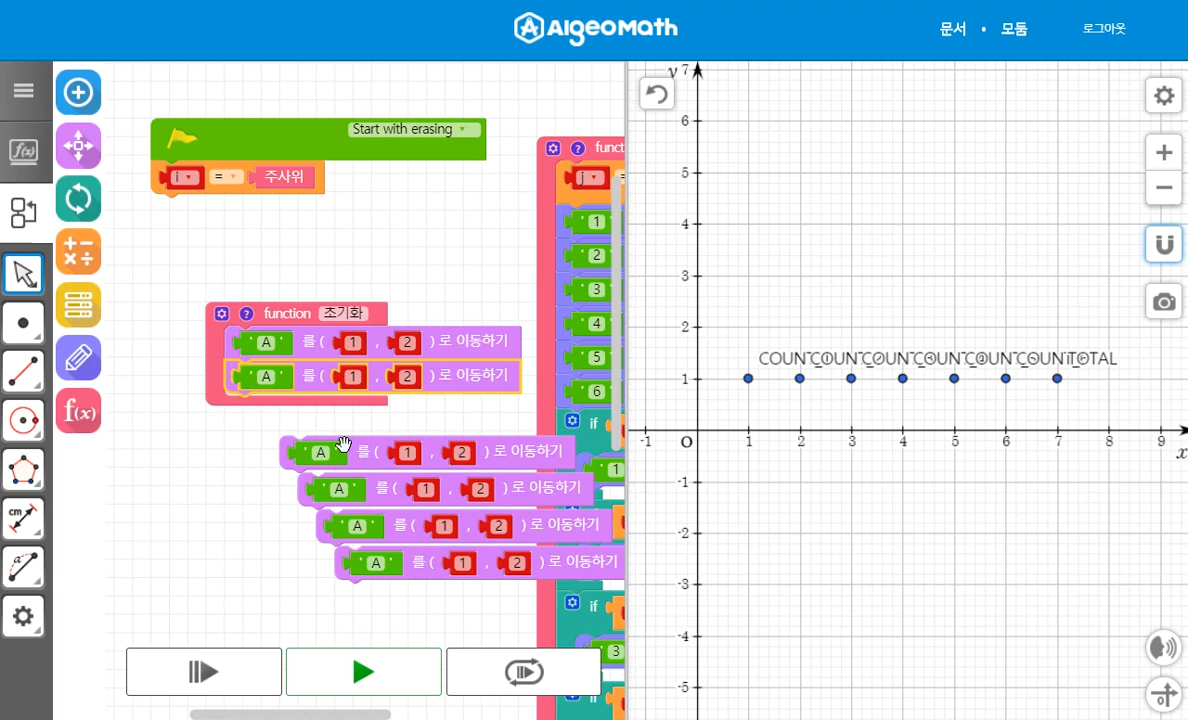 AlgeoMath
문서 • 모둠
로그아웃
f(x)
Start with erasing
i = 주사위
function 초기화
' A ' 를 ( 1 , 2 ) 로 이동하기
' A ' 를 ( 1 , 2 ) 로 이동하기
' A ' 를 ( 1 , 2 ) 로 이동하기
' A ' 를 ( 1 , 2 ) 로 이동하기
' A ' 를 ( 1 , 2 ) 로 이동하기
' A ' 를 ( 1 , 2 ) 로 이동하기
? funct
j =
' 1
' 2
' 3
' 4
' 5
' 6
if
' 1
if
' 3
if
f(x)
cm
a°
y
7
6
5
4
3
2
1
-1
-2
-3
-4
-5
-1 O 1 2 3 4 5 6 7 8 9
x
TOTAL